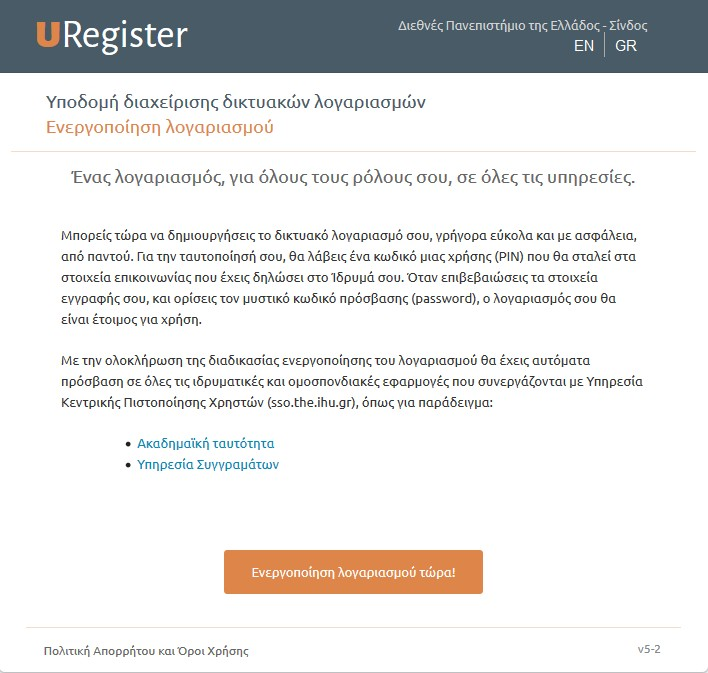 URegister
Διεθνές Πανεπιστήμιο της Ελλάδος - Σίνδος
EN GR
Υποδομή διαχείρισης δικτυακών λογαριασμών
Ενεργοποίηση λογαριασμού
Ένας λογαριασμός, για όλους τους ρόλους σου, σε όλες τις υπηρεσίες.
Μπορείς τώρα να δημιουργήσεις το δικτυακό λογαριασμό σου, γρήγορα εύκολα και με ασφάλεια,
από παντού. Για την ταυτοποίησή σου, θα λάβεις ένα κωδικό μιας χρήσης (PIN) που θα σταλεί στα
στοιχεία επικοινωνίας που έχεις δηλώσει στο Ίδρυμά σου. Όταν επιβεβαιώσεις τα στοιχεία
εγγραφής σου, και ορίσεις τον μυστικό κωδικό πρόσβασης (password), ο λογαριασμός σου θα
είναι έτοιμος για χρήση.
Με την ολοκλήρωση της διαδικασίας ενεργοποίησης του λογαριασμού θα έχεις αυτόματα
πρόσβαση σε όλες τις ιδρυματικές και ομοσπονδιακές εφαρμογές που συνεργάζονται με Υπηρεσία
Κεντρικής Πιστοποίησης Χρηστών (sso.the.ihu.gr), όπως για παράδειγμα:
• Ακαδημαϊκή ταυτότητα
• Υπηρεσία Συγγραμάτων
Ενεργοποίηση λογαριασμού τώρα!
Πολιτική Απορρήτου και Όροι Χρήσης
v5-2